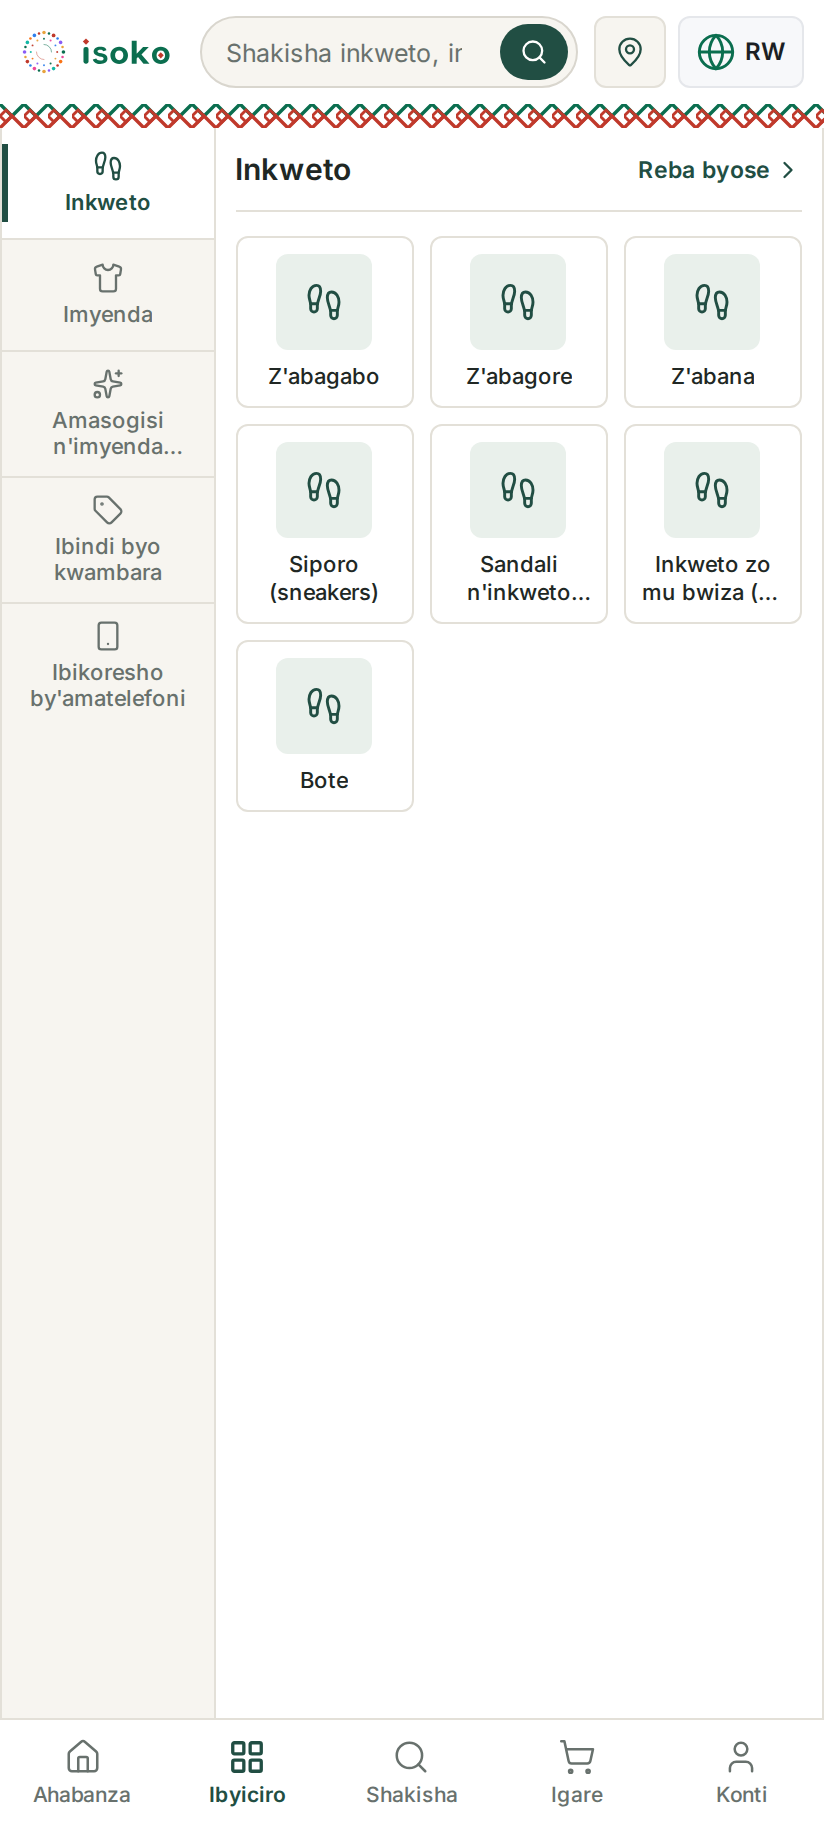 isoko
Shakisha inkweto, ir
RW
Inkweto
Imyenda
Amasogisi
n'imyenda...
Ibindi byo
kwambara
Ibikoresho
by'amatelefoni
Inkweto
Reba byose
Z'abagabo
Z'abagore
Z'abana
Siporo
(sneakers)
Sandali
n'inkweto...
Inkweto zo
mu bwiza (...
Bote
Ahabanza
Ibyiciro
Shakisha
Igare
Konti